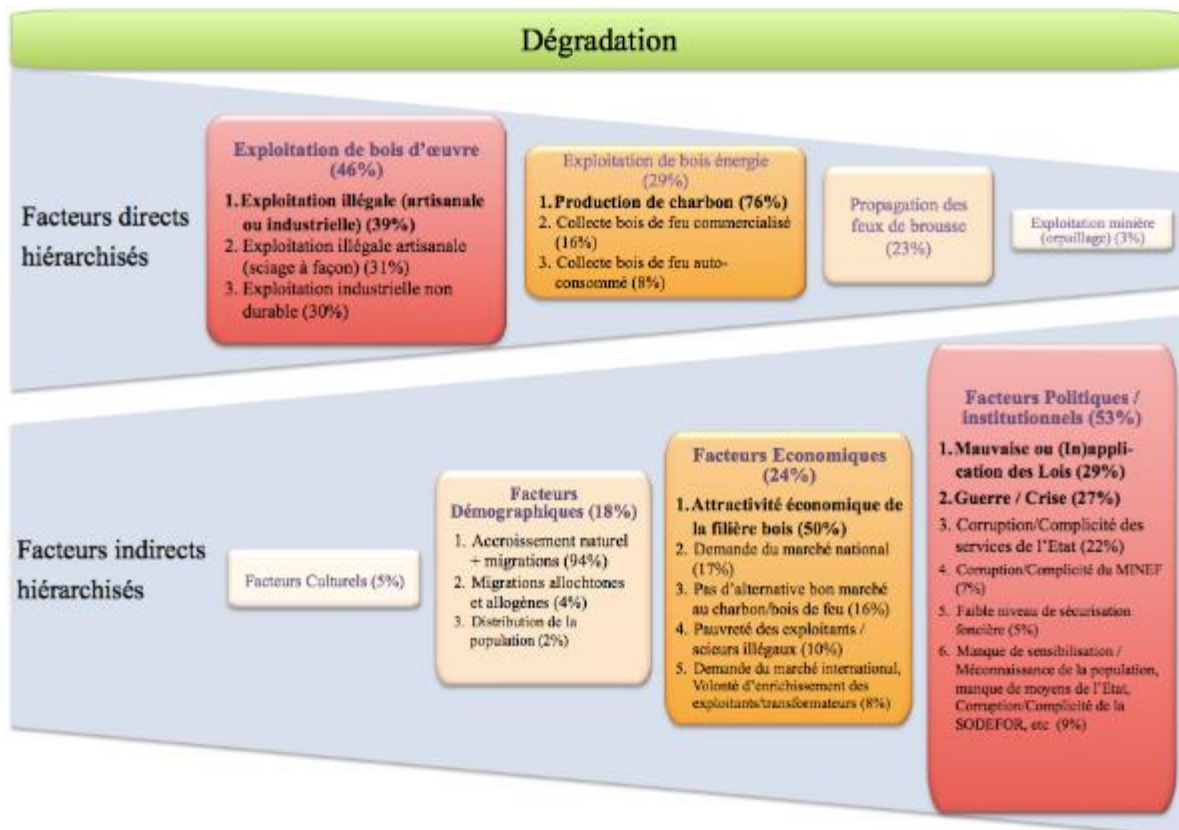 Dégradation
Facteurs directs
hiérarchisés
Exploitation de bois d'œuvre
(46%)
1. Exploitation illégale (artisanale
ou industrielle) (39%)
2. Exploitation illégale artisanale
(sciage à façon) (31%)
3. Exploitation industrielle non
durable (30%)
Exploitation de bois énergie
(29%)
1. Production de charbon (76%)
2. Collecte bois de feu commercialisé
(16%)
3. Collecte bois de feu auto-
consommé (8%)
Propagation des
feux de brousse
(23%)
Exploitation minière
(orpaillage) (3%)
Facteurs indirects
hiérarchisés
Facteurs Culturels (5%)
Facteurs
Démographiques (18%)
1. Accroissement naturel
+ migrations (94%)
2. Migrations allochtones
et allogènes (4%)
3. Distribution de la
population (2%)
Facteurs Economiques
(24%)
1. Attractivité économique de
la filière bois (50%)
2. Demande du marché national
(17%)
3. Pas d'alternative bon marché
au charbon/bois de feu (16%)
4. Pauvreté des exploitants /
scieurs illégaux (10%)
5. Demande du marché international,
Volonté d'enrichissement des
exploitants/transformateurs (8%)
Facteurs Politiques /
institutionnels (53%)
1. Mauvaise ou (In)appli-
cation des Lois (29%)
2. Guerre / Crise (27%)
3. Corruption/Complicité des
services de l'Etat (22%)
4. Corruption/Complicité du MINEF
(7%)
5. Faible niveau de sécurisation
foncière (5%)
6. Manque de sensibilisation /
Méconnaissance de la population,
manque de moyens de l'Etat,
Corruption/Complicité de la
SODEFOR, etc (9%)